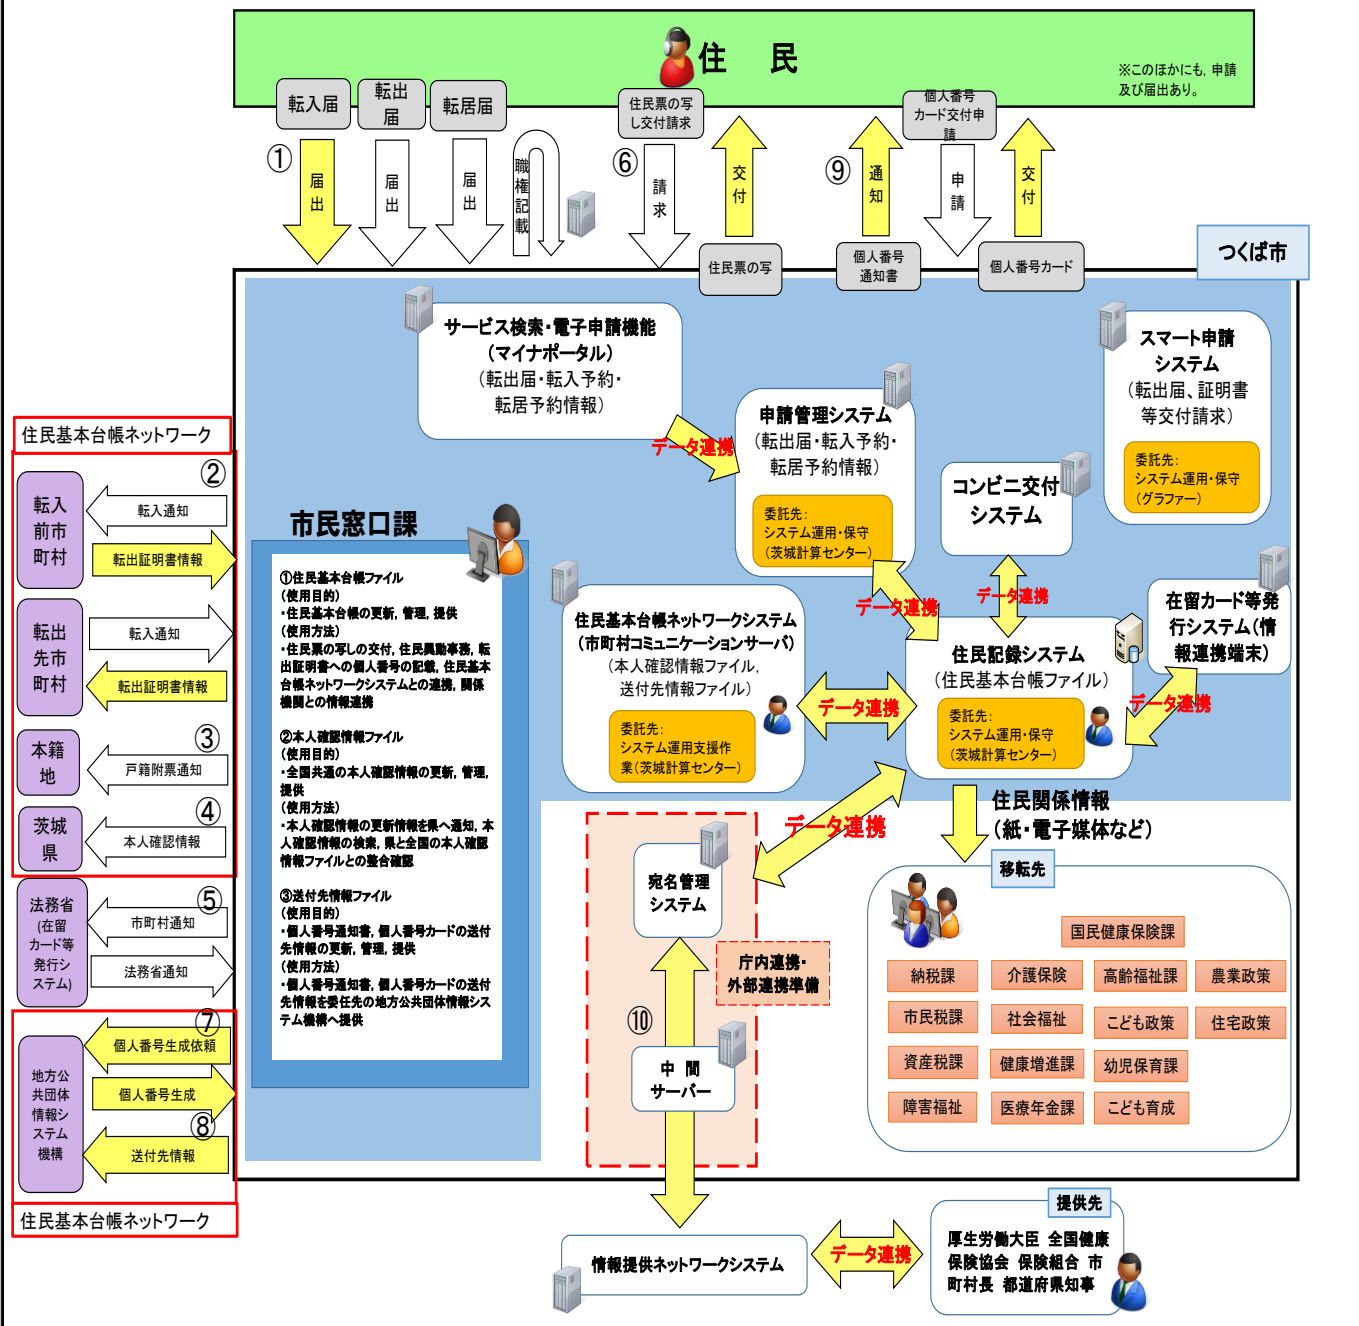 住　民
※このほかにも，申請
及び届出あり。
転入届
転出
届
転居届
住民票の写
し交付請求
個人番号
カード交付申
請
①
届出
届出
届出
職権記載
⑥
請求
交付
⑨
通知
申請
交付
住民票の写
個人番号
通知書
個人番号カード
つくば市
サービス検索・電子申請機能
（マイナポータル）
（転出届・転入予約・
転居予約情報）
データ連携
申請管理システム
（転出届・転入予約・
転居予約情報）
委託先：
システム運用・保守
（茨城計算センター）
スマート申請
システム
（転出届、証明書
等交付請求）
委託先：
システム運用・保守
（グラファー）
コンビニ交付
システム
データ連携
データ連携
在留カード等発
行システム（情
報連携端末）
データ連携
住民基本台帳ネットワークシステム
（市町村コミュニケーションサーバ）
（本人確認情報ファイル，
送付先情報ファイル）
委託先：
システム運用支援作
業（茨城計算センター）
データ連携
住民記録システム
（住民基本台帳ファイル）
委託先：
システム運用・保守
（茨城計算センター）
住民基本台帳ネットワーク
転入
前市
町村
②
転入通知
転出証明書情報
転出
先市
町村
転入通知
転出証明書情報
本籍
地
③
戸籍附票通知
茨城
県
④
本人確認情報
法務省
(在留
カード等
発行シ
ステム)
⑤
市町村通知
法務省通知
地方公
共団体
情報シ
ステム
機構
⑦
個人番号生成依頼
個人番号生成
⑧
送付先情報
住民基本台帳ネットワーク
市民窓口課
①住民基本台帳ファイル
（使用目的）
・住民基本台帳の更新，管理，提供
（使用方法）
・住民票の写しの交付，住民異動事務，転
出証明書への個人番号の記載，住民基本
台帳ネットワークシステムとの連携，関係
機関との情報連携
②本人確認情報ファイル
（使用目的）
・全国共通の本人確認情報の更新，管理，
提供
（使用方法）
・本人確認情報の更新情報を県へ通知，本
人確認情報の検索，県と全国の本人確認
情報ファイルとの整合確認
③送付先情報ファイル
（使用目的）
・個人番号通知書，個人番号カードの送付
先情報の更新，管理，提供
（使用方法）
・個人番号通知書，個人番号カードの送付
先情報を委任先の地方公共団体情報シス
テム機構へ提供
データ連携
宛名管理
システム
庁内連携・
外部連携準備
⑩
中　間
サーバー
住民関係情報
（紙・電子媒体など）
移転先
国民健康保険課
納税課
介護保険
高齢福祉課
農業政策
市民税課
社会福祉
こども政策
住宅政策
資産税課
健康増進課
幼児保育課
障害福祉
医療年金課
こども育成
情報提供ネットワークシステム
データ連携
提供先
厚生労働大臣 全国健康
保険協会 保険組合 市
町村長 都道府県知事